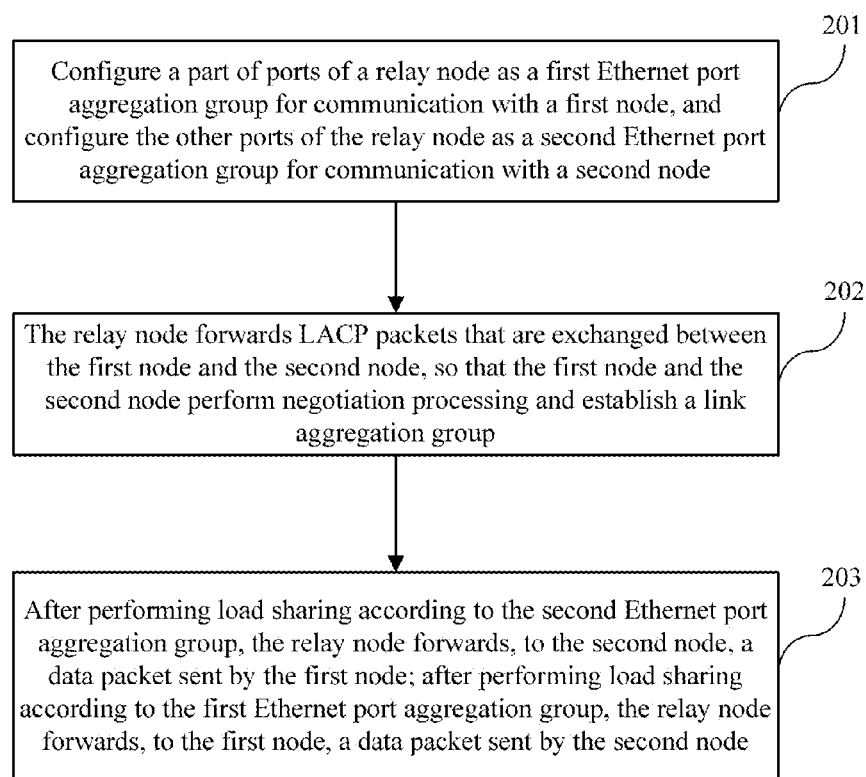 201
Configure a part of ports of a relay node as a first Ethernet port
aggregation group for communication with a first node, and
configure the other ports of the relay node as a second Ethernet port
aggregation group for communication with a second node
202
The relay node forwards LACP packets that are exchanged between
the first node and the second node, so that the first node and the
second node perform negotiation processing and establish a link
aggregation group
203
After performing load sharing according to the second Ethernet port
aggregation group, the relay node forwards, to the second node, a
data packet sent by the first node; after performing load sharing
according to the first Ethernet port aggregation group, the relay node
forwards, to the first node, a data packet sent by the second node